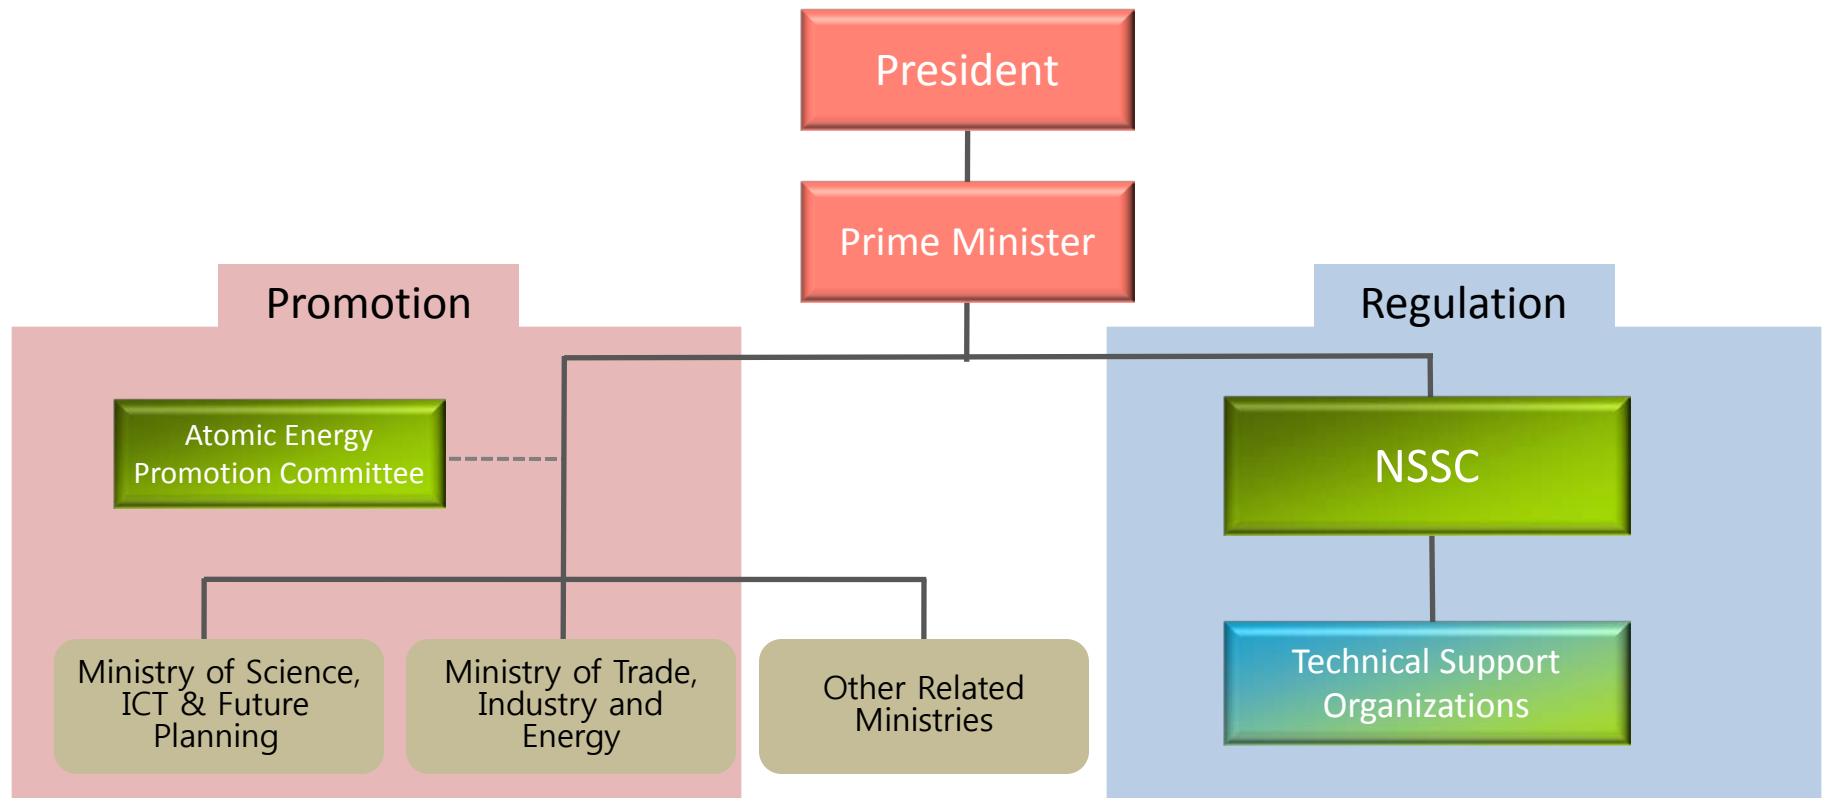 President
Prime Minister
Promotion
Regulation
Atomic Energy
Promotion Committee
NSSC
Ministry of Science,
ICT & Future
Planning
Ministry of Trade,
Industry and
Energy
Other Related
Ministries
Technical Support
Organizations